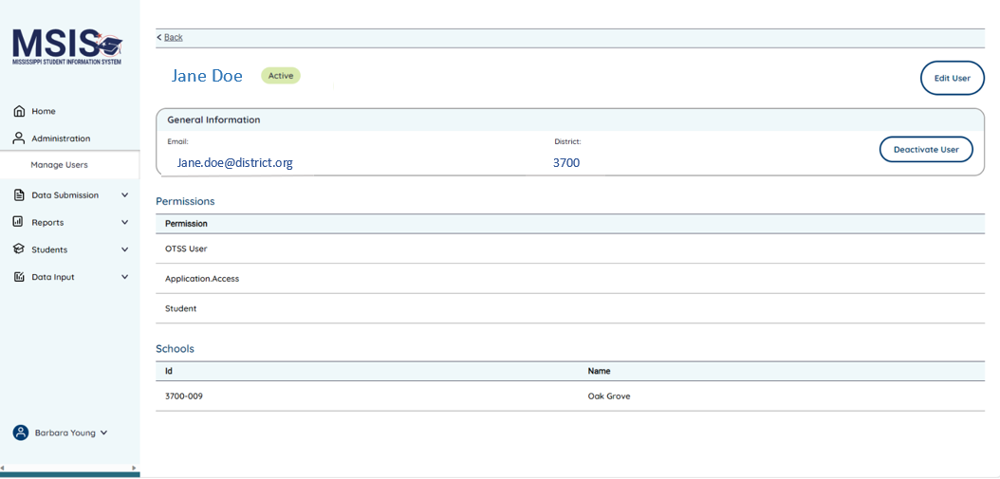 MSIS
MISSISSIPPI STUDENT INFORMATION SYSTEM
Home
Administration
Manage Users
Data Submission
Reports
Students
Data Input
Barbara Young
< Back
Jane Doe Active
Edit User
General Information
Email: District:
Jane.doe@district.org 3700
Deactivate User
Permissions
Permission
OTSS User
Application.Access
Student
Schools
Id Name
3700-009 Oak Grove